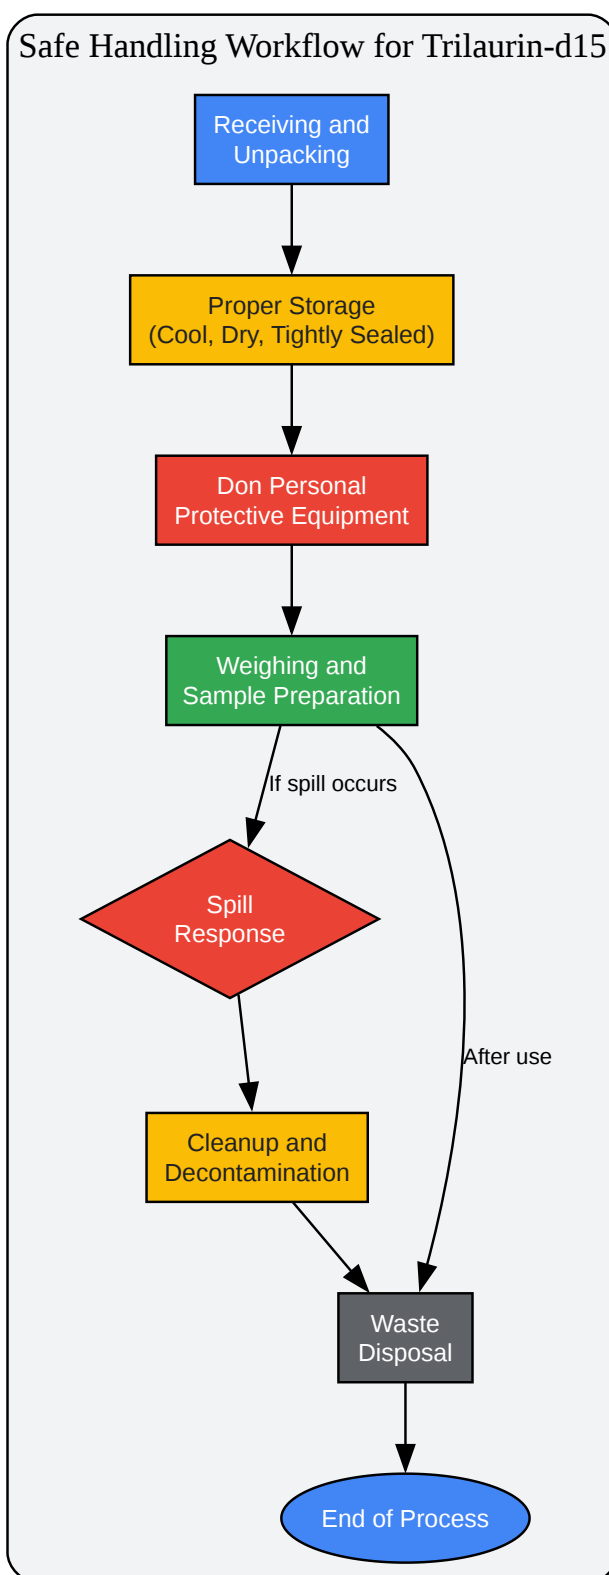 Safe Handling Workflow for Trilaurin-d15
Receiving and
Unpacking
Proper Storage
(Cool, Dry, Tightly Sealed)
Don Personal
Protective Equipment
Weighing and
Sample Preparation
If spill occurs
Spill
Response
After use
Cleanup and
Decontamination
Waste
Disposal
End of Process